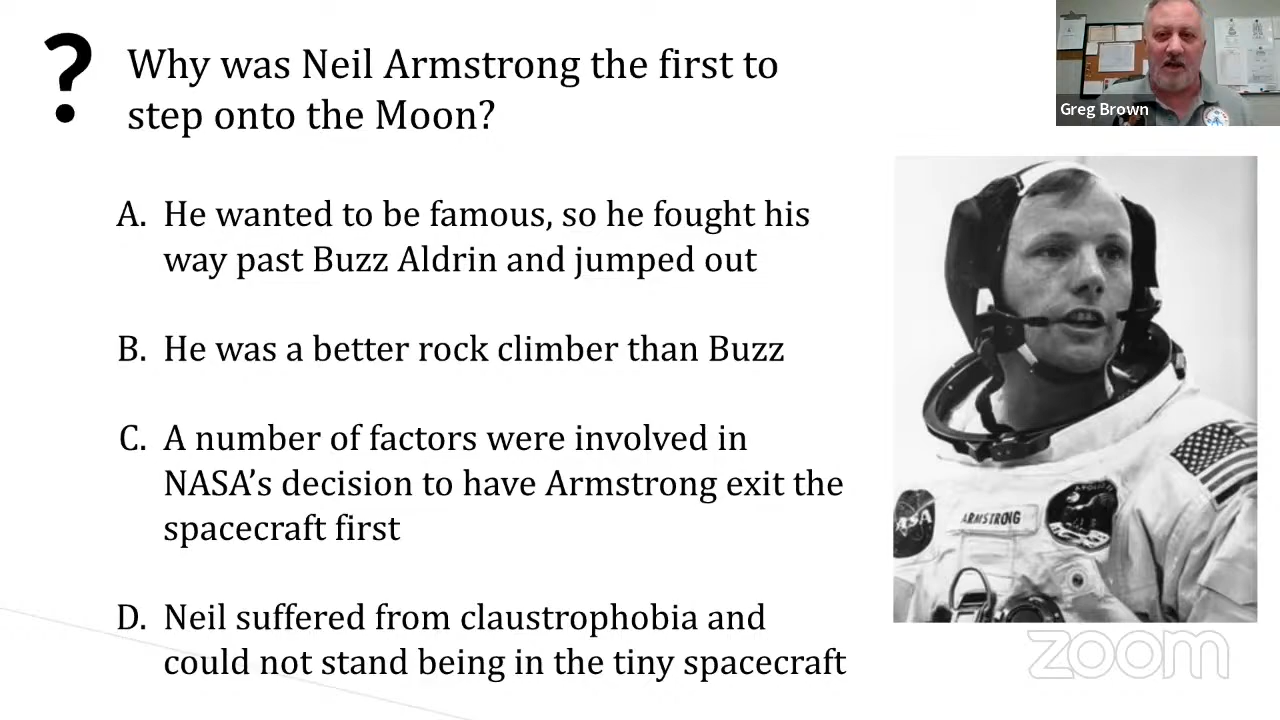 ?
Why was Neil Armstrong the first to
step onto the Moon?
Greg Brown
A. He wanted to be famous, so he fought his
way past Buzz Aldrin and jumped out
B. He was a better rock climber than Buzz
C. A number of factors were involved in
NASA’s decision to have Armstrong exit the
spacecraft first
D. Neil suffered from claustrophobia and
could not stand being in the tiny spacecraft
NASA
ARMSTRONG
zoom